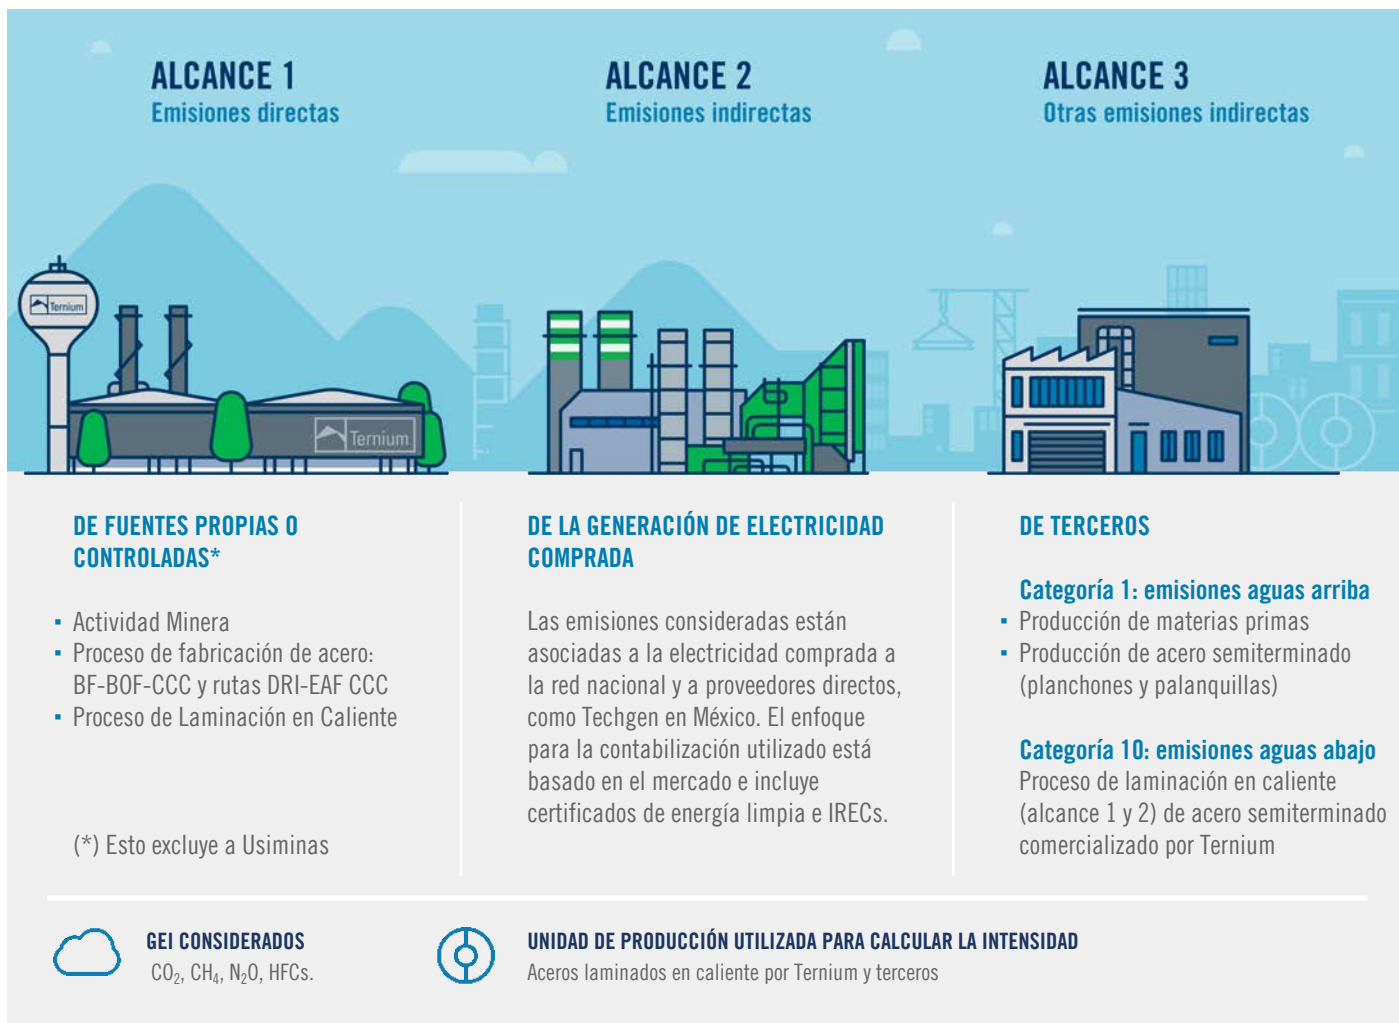 ALCANCE 1
Emisiones directas
ALCANCE 2
Emisiones indirectas
ALCANCE 3
Otras emisiones indirectas
Ternium
Ternium
DE FUENTES PROPIAS O
CONTROLADAS*
▪ Actividad Minera
▪ Proceso de fabricación de acero:
BF-BOF-CCC y rutas DRI-EAF CCC
▪ Proceso de Laminación en Caliente
(*) Esto excluye a Usiminas
DE LA GENERACIÓN DE ELECTRICIDAD
COMPRADA
Las emisiones consideradas están
asociadas a la electricidad comprada a
la red nacional y a proveedores directos,
como Techgen en México. El enfoque
para la contabilización utilizado está
basado en el mercado e incluye
certificados de energía limpia e IRECs.
DE TERCEROS
Categoría 1: emisiones aguas arriba
▪ Producción de materias primas
▪ Producción de acero semiterminado
(planchones y palanquillas)
Categoría 10: emisiones aguas abajo
Proceso de laminación en caliente
(alcance 1 y 2) de acero semiterminado
comercializado por Ternium
GEI CONSIDERADOS
CO₂, CH₄, N₂O, HFCs.
UNIDAD DE PRODUCCIÓN UTILIZADA PARA CALCULAR LA INTENSIDAD
Aceros laminados en caliente por Ternium y terceros